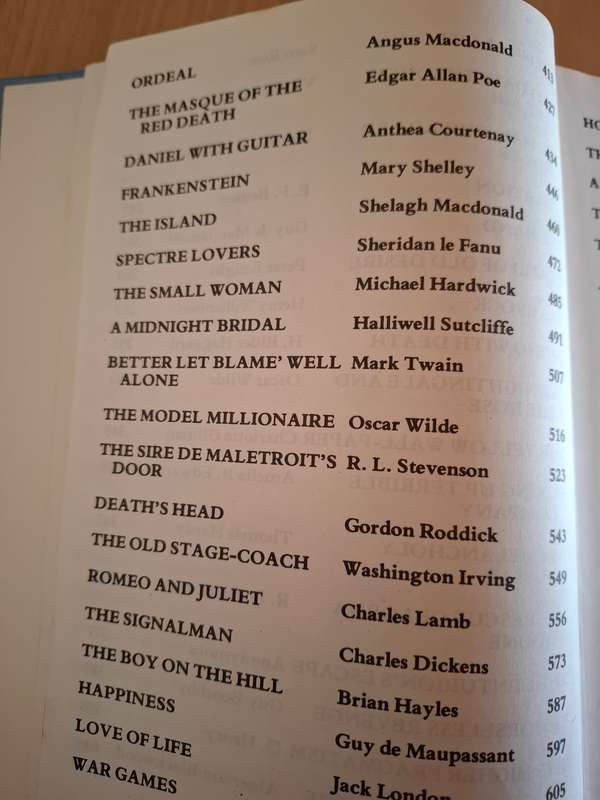 ORDEAL Angus Macdonald 413
THE MASQUE OF THE Edgar Allan Poe 427
RED DEATH
DANIEL WITH GUITAR Anthea Courtenay 434
FRANKENSTEIN Mary Shelley 446
THE ISLAND Shelagh Macdonald
SPECTRE LOVERS Sheridan le Fanu 472
THE SMALL WOMAN Michael Hardwick 485
A MIDNIGHT BRIDAL Halliwell Sutcliffe 491
BETTER LET BLAME' WELL Mark Twain 507
ALONE
THE MODEL MILLIONAIRE Oscar Wilde 516
THE SIRE DE MALETROIT'S R. L. Stevenson 523
DOOR
DEATH'S HEAD Gordon Roddick 543
THE OLD STAGE-COACH Washington Irving 549
ROMEO AND JULIET Charles Lamb 556
THE SIGNALMAN Charles Dickens 573
THE BOY ON THE HILL Brian Hayles 587
HAPPINESS Guy de Maupassant 597
LOVE OF LIFE Jack London 605
WAR GAMES